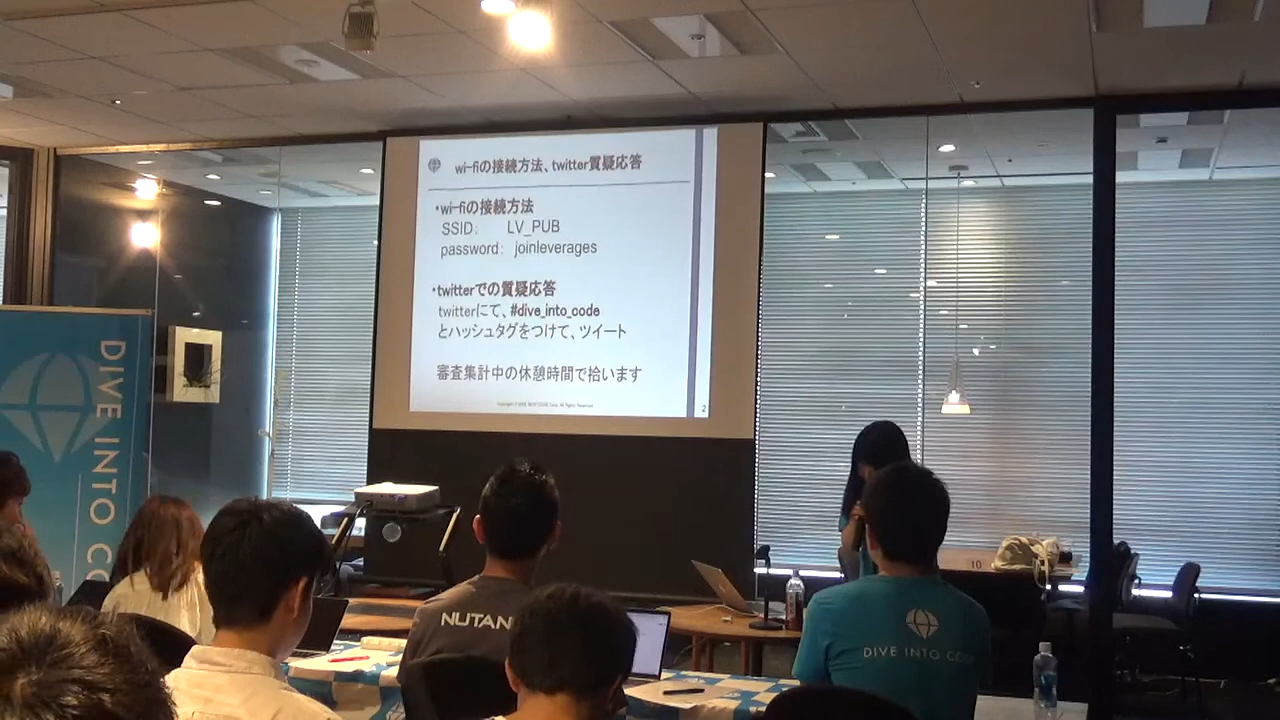 wi-fiの接続方法、twitter質疑応答
・wi-fiの接続方法
SSID： LV_PUB
password： joinleverages
・twitterでの質疑応答
twitterにて、#dive_into_code
とハッシュタグをつけて、ツイート
審査集計中の休憩時間で拾います
2
DIVE INTO C
NUTAN
DIVE INTO CO
10